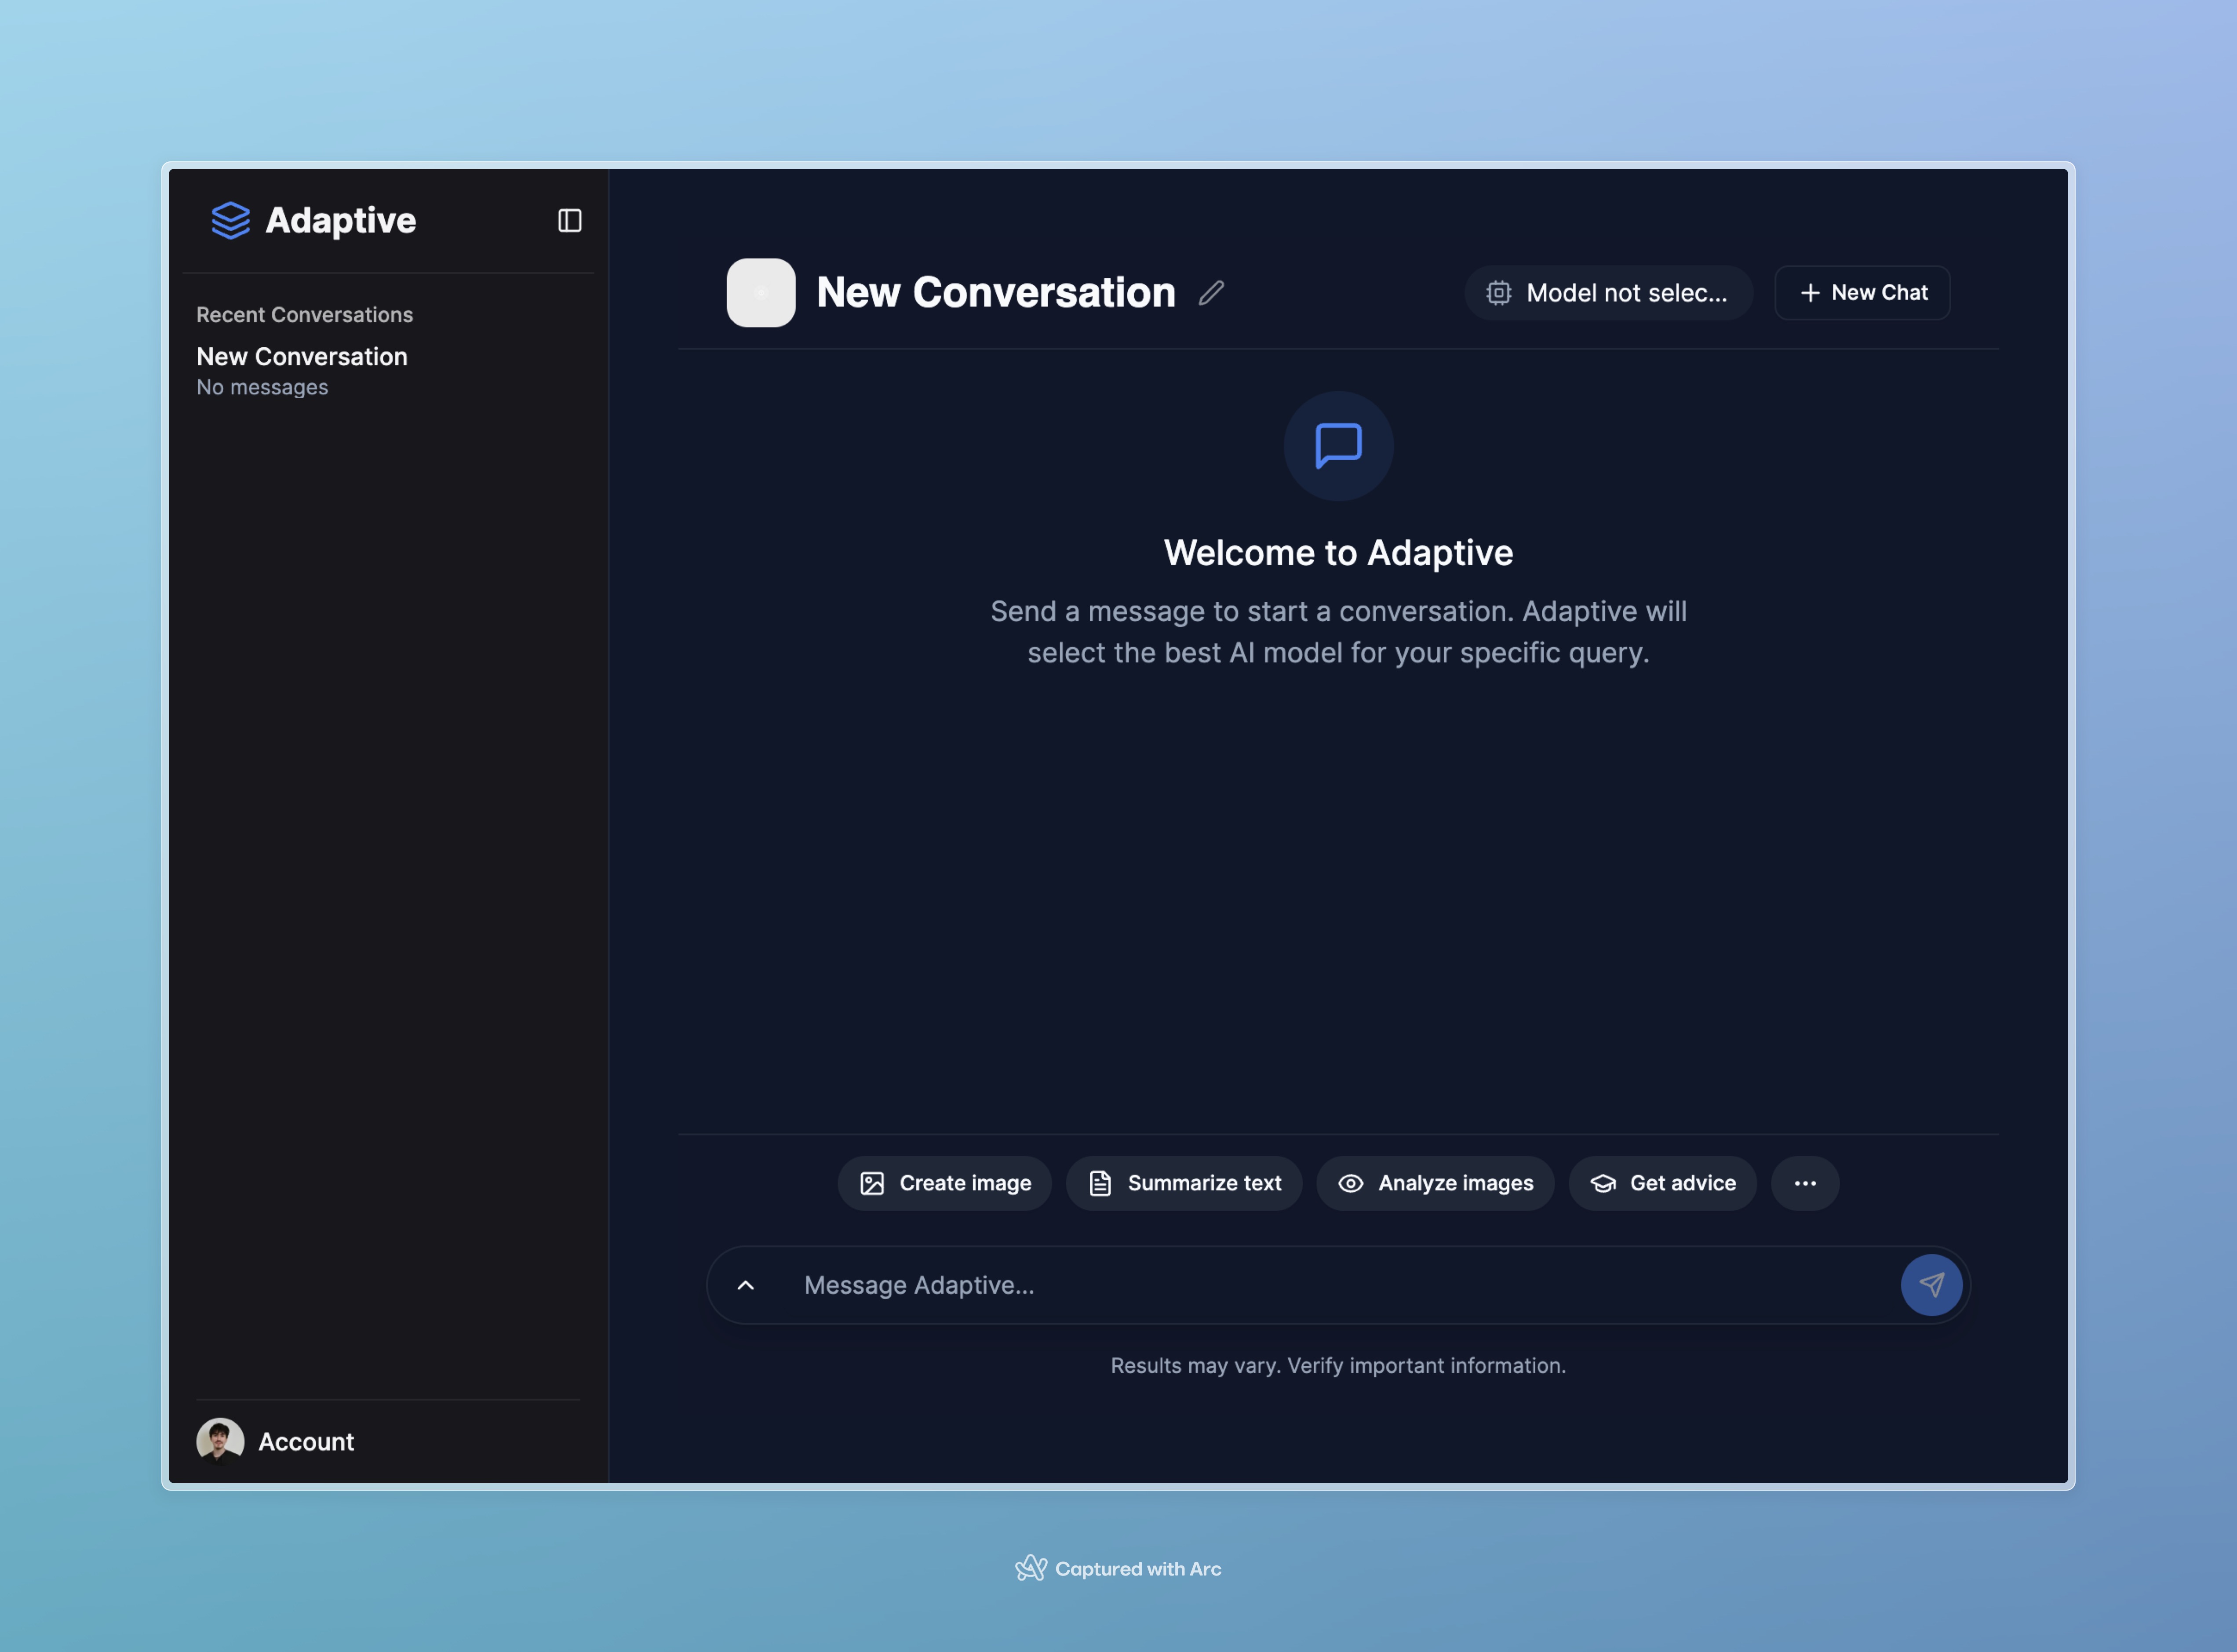 Adaptive
Recent Conversations
New Conversation
No messages
Account
New Conversation
Model not selec...
New Chat
Welcome to Adaptive
Send a message to start a conversation. Adaptive will
select the best AI model for your specific query.
Create image
Summarize text
Analyze images
Get advice
Message Adaptive...
Results may vary. Verify important information.
Captured with Arc